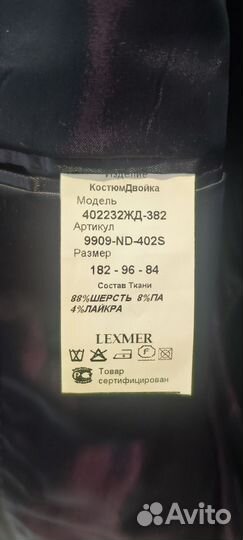 Изделие
КостюмДвойка
Модель
402232ЖД-382
Артикул
9909-ND-402S
Размер
182 - 96 - 84
Состав Ткани
88%ШЕРСТЬ 8%ПА
4%ЛАЙКРА
LEXMER
Товар
сертифицирован
Avito